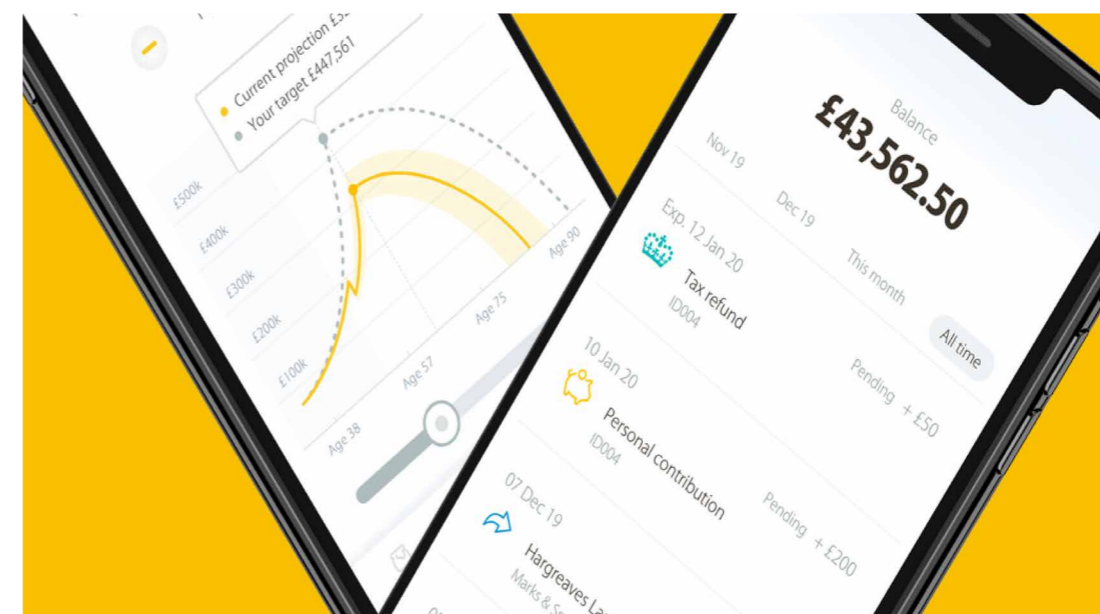 Current projection
Your target £447,561
£500k
£400k
£300k
£200k
£100k
Age 38
Age 57
Age 75
Age 90
Balance
£43,562.50
Nov 19
Dec 19
This month
All time
Exp. 12 Jan 20
Tax refund
Pending + £50
ID004
10 Jan 20
Personal contribution
Pending + £200
ID004
07 Dec 19
Hargreaves
Marks &